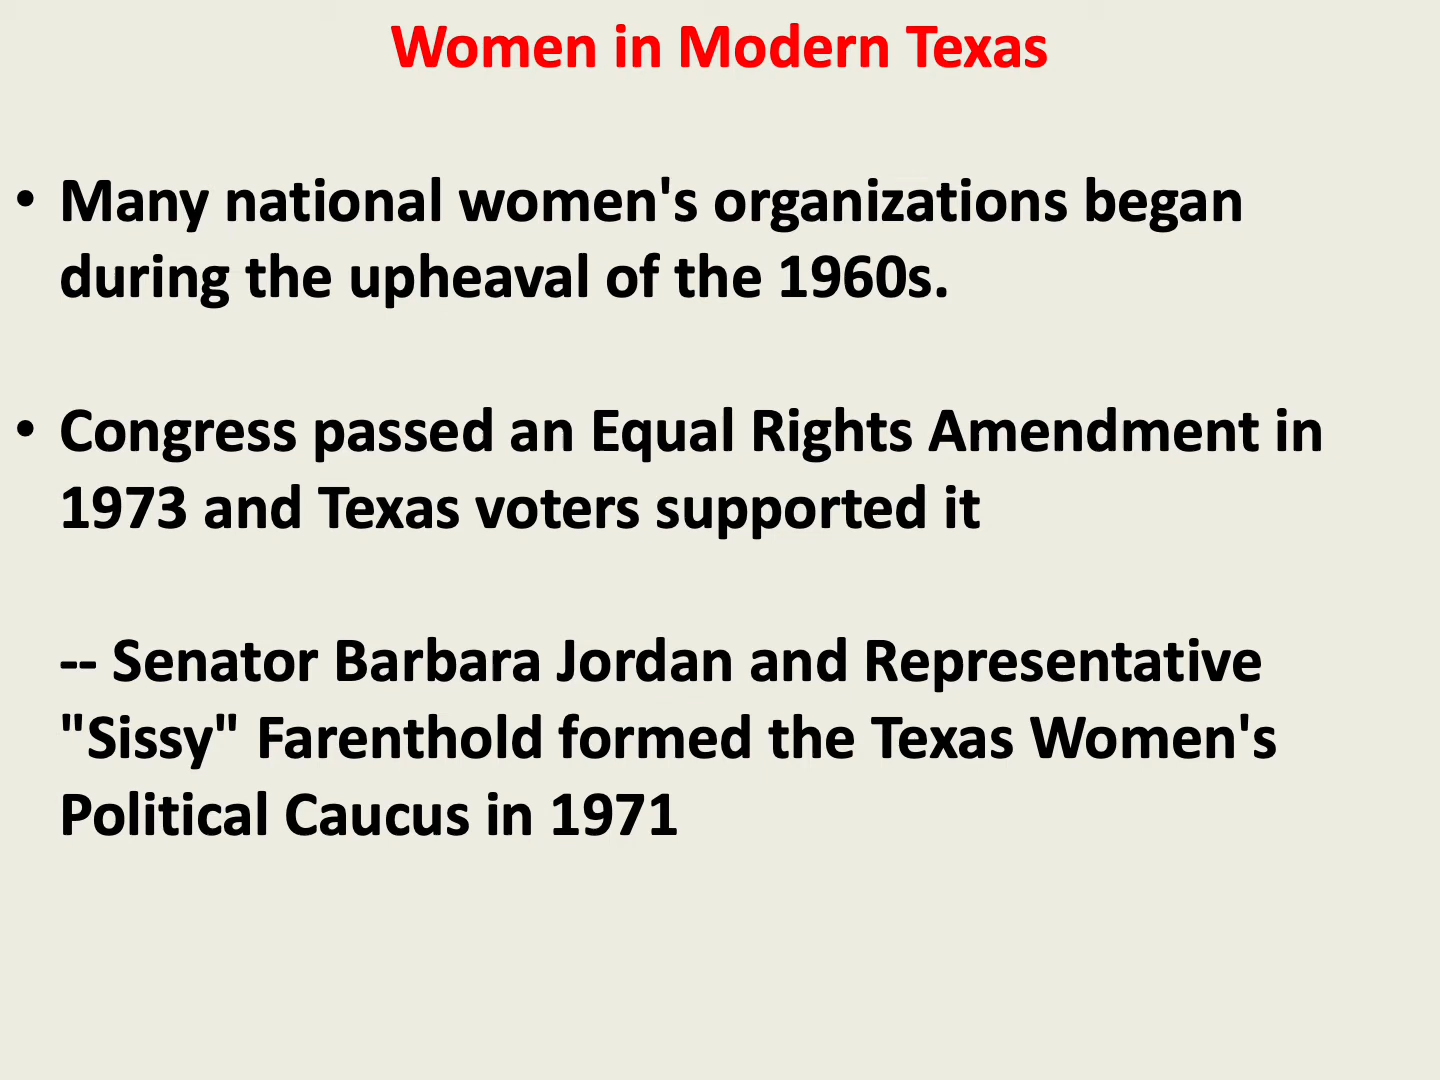 Women in Modern Texas
• Many national women's organizations began
during the upheaval of the 1960s.
• Congress passed an Equal Rights Amendment in
1973 and Texas voters supported it
-- Senator Barbara Jordan and Representative
"Sissy" Farenthold formed the Texas Women's
Political Caucus in 1971